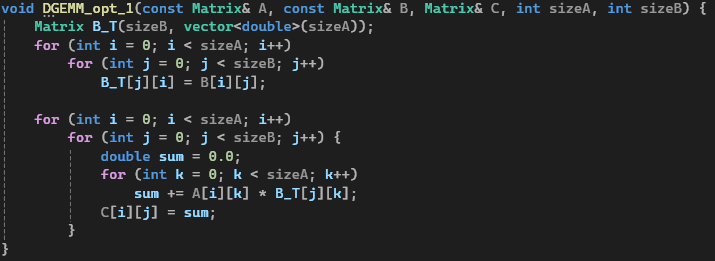 void DGEMM_opt_1(const Matrix& A, const Matrix& B, Matrix& C, int sizeA, int sizeB) {
    Matrix B_T(sizeB, vector<double>(sizeA));
    for (int i = 0; i < sizeA; i++)
        for (int j = 0; j < sizeB; j++)
            B_T[j][i] = B[i][j];

    for (int i = 0; i < sizeA; i++)
        for (int j = 0; j < sizeB; j++) {
            double sum = 0.0;
            for (int k = 0; k < sizeA; k++)
                sum += A[i][k] * B_T[j][k];
            C[i][j] = sum;
        }
}